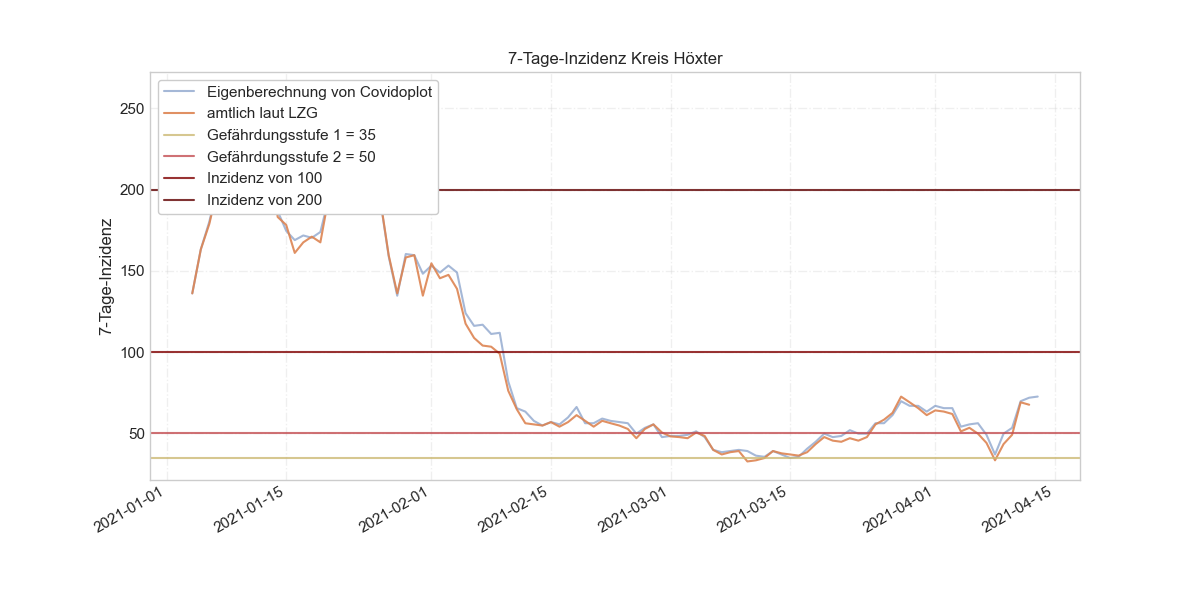 7-Tage-Inzidenz Kreis Höxter
Eigenberechnung von Covidoplot
amtlich laut LZG
Gefährdungsstufe 1 = 35
Gefährdungsstufe 2 = 50
Inzidenz von 100
Inzidenz von 200
7-Tage-Inzidenz
250
200
150
100
50
2021-01-01
2021-01-15
2021-02-01
2021-02-15
2021-03-01
2021-03-15
2021-04-01
2021-04-15